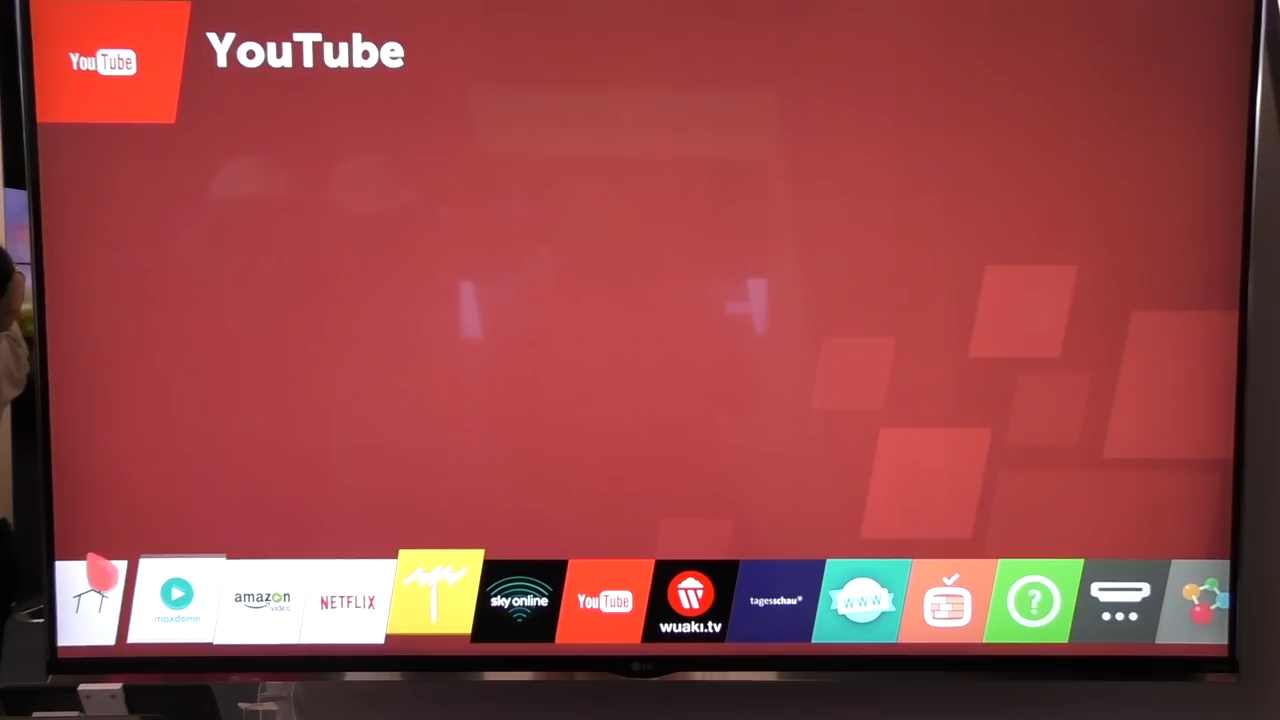 YouTube
YouTube
maxdome
amazon video
NETFLIX
sky online
YouTube
wuaki.tv
tagesschau
WWW
?
LG